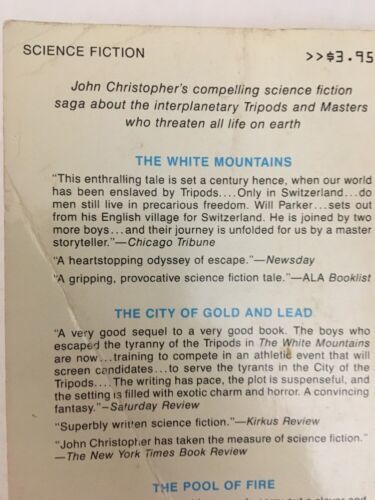 SCIENCE FICTION >>$3.95
John Christopher's compelling science fiction
saga about the interplanetary Tripods and Masters
who threaten all life on earth
THE WHITE MOUNTAINS
"This enthralling tale is set a century hence, when our world
has been enslaved by Tripods....Only in Switzerland...do
men still live in precarious freedom. Will Parker...sets out
from his English village for Switzerland. He is joined by two
more boys...and their journey is unfolded for us by a master
storyteller."—Chicago Tribune
"A heartstopping odyssey of escape."—Newsday
"A gripping, provocative science fiction tale."—ALA Booklist
THE CITY OF GOLD AND LEAD
"A very good sequel to a very good book. The boys who
escaped the tyranny of the Tripods in The White Mountains
are now...training to compete in an athletic event that will
screen candidates...to serve the tyrants in the City of the
Tripods....The writing has pace, the plot is suspenseful, and
the setting is filled with exotic charm and horror. A convincing
fantasy."—Saturday Review
"Superbly written science fiction."—Kirkus Review
"John Christopher has taken the measure of science fiction."
—The New York Times Book Review
THE POOL OF FIRE